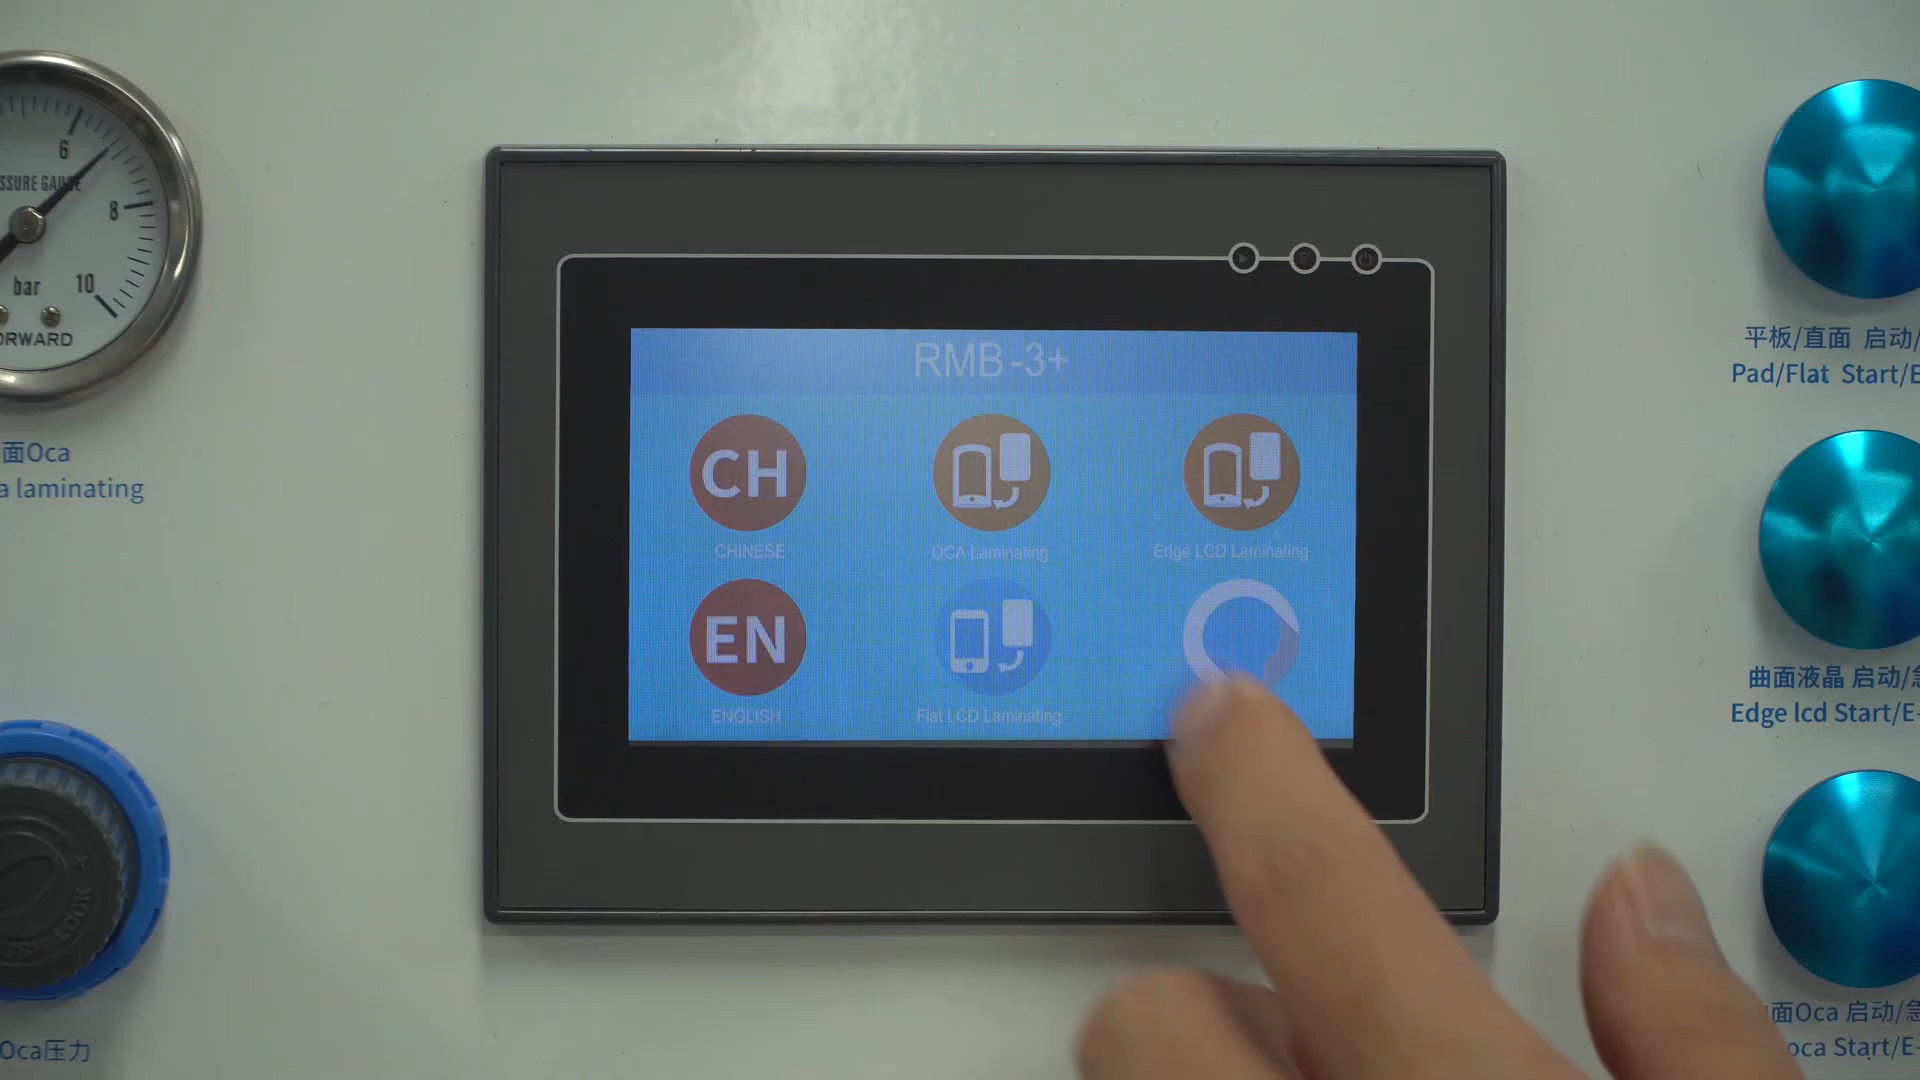 6
8
10
bar
面Oca
laminating
LOCK
Oca压力
RMB-3+
CH
CHINESE
OCA Laminating
Edge LCD Laminating
EN
ENGLISH
Flat LCD Laminating
平板/直面 启动/
Pad/Flat Start/E
曲面液晶 启动/
Edge lcd Start/E-
面Oca 启动/
oca Start/E-